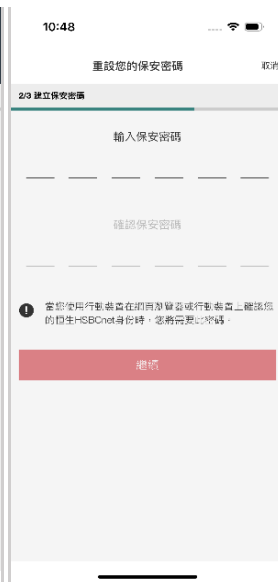 10:48
重設您的保安密碼
取消
2/3 建立保安密碼
輸入保安密碼
確認保安密碼
當您使用行動裝置在網頁瀏覽器或行動裝置上確認您
的恒生HSBCnet身份時，您將需要此密碼。
繼續